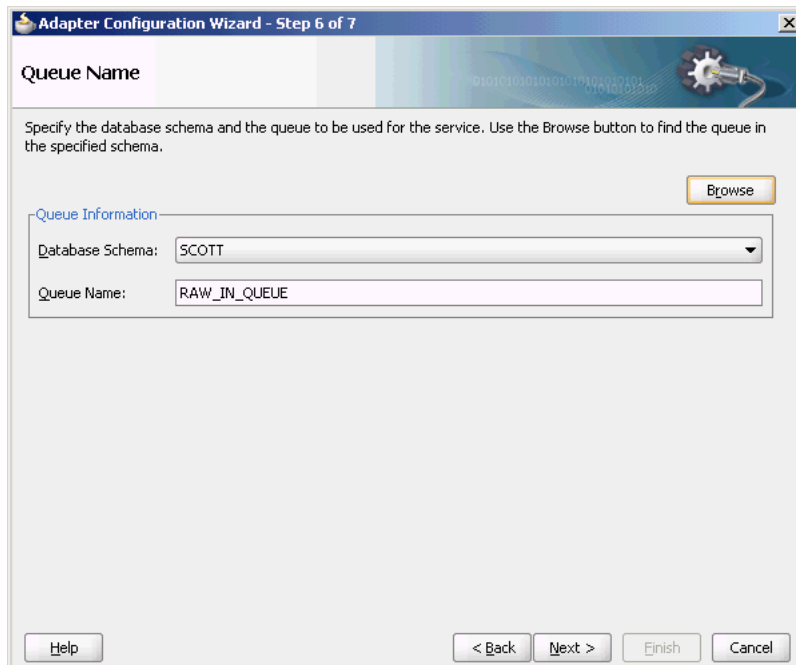 Adapter Configuration Wizard - Step 6 of 7
Queue Name
Specify the database schema and the queue to be used for the service. Use the Browse button to find the queue in
the specified schema.
Browse
Queue Information
Database Schema: SCOTT
Queue Name: RAW_IN_QUEUE
Help < Back Next > Finish Cancel